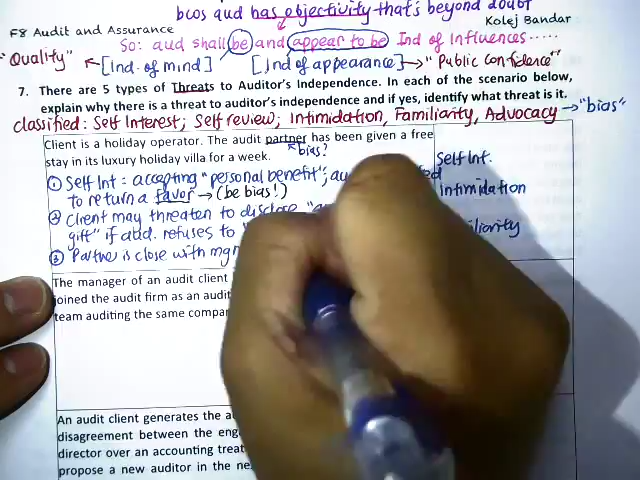 bcos aud has objectivity that's beyond doubt
F8 Audit and Assurance
Kolej Bandar
So: aud shall be and appear to be Ind of Influences.....
"Quality" ← [Ind. of mind] [Ind of appearance] → "Public confidence"
7. There are 5 types of Threats to Auditor's Independence. In each of the scenario below,
explain why there is a threat to auditor's independence and if yes, identify what threat is it.
classified: Self Interest; Self review; Intimidation, Familiarity, Advocacy → "bias"
Client is a holiday operator. The audit partner has been given a free
bias?
stay in its luxury holiday villa for a week.
Self Int.
① Self Int: accepting "personal benefit"; au
to return a favor → (be bias!)
Intimidation
② Client may threaten to disclose
gift" if aud. refuses to
③ Partner is close with
The manager of an audit client
joined the audit firm as an
team auditing the same
An audit client generates the
disagreement between the
director over an accounting
propose a new auditor in the